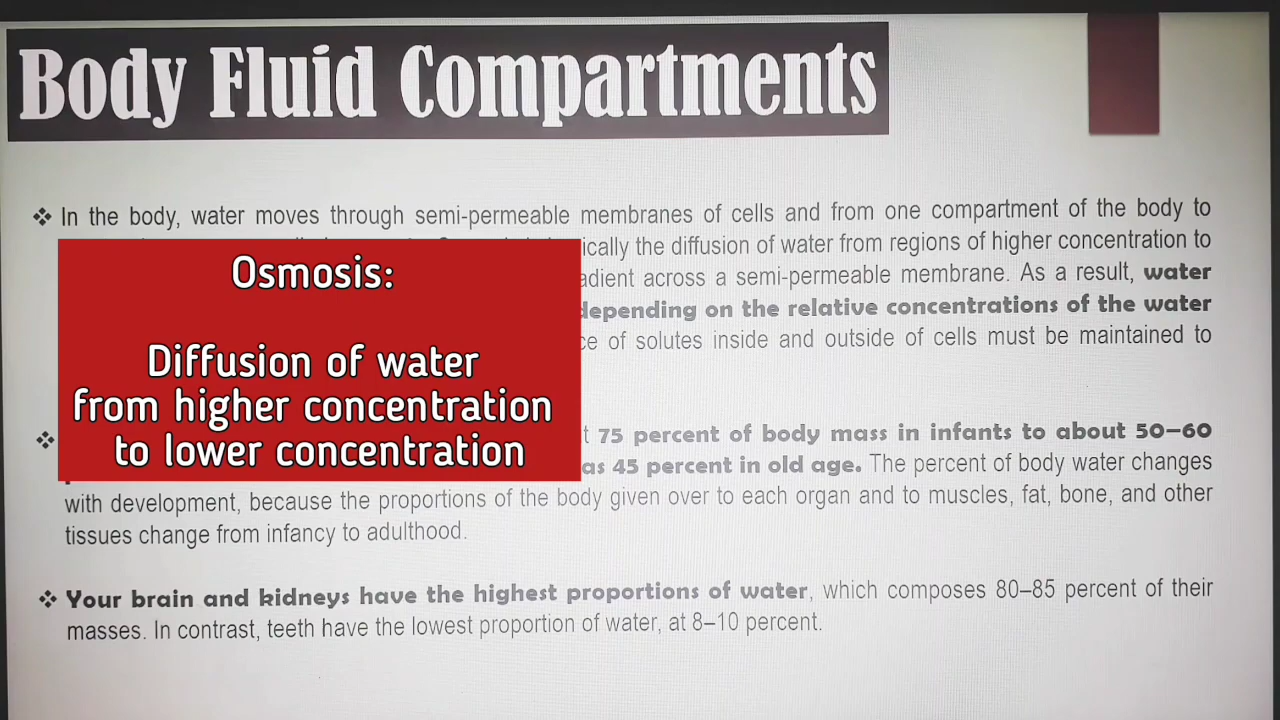 Body Fluid Compartments
❖ In the body, water moves through semi-permeable membranes of cells and from one compartment of the body to
the diffusion of water from regions of higher concentration to
across a semi-permeable membrane. As a result, water
depending on the relative concentrations of the water
of solutes inside and outside of cells must be maintained to
Osmosis:
Diffusion of water
from higher concentration
to lower concentration
❖ 75 percent of body mass in infants to about 50–60
as 45 percent in old age. The percent of body water changes
with development, because the proportions of the body given over to each organ and to muscles, fat, bone, and other
tissues change from infancy to adulthood.
❖ Your brain and kidneys have the highest proportions of water, which composes 80–85 percent of their
masses. In contrast, teeth have the lowest proportion of water, at 8–10 percent.